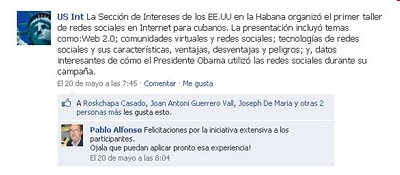 US Int La Sección de Intereses de los EE.UU en la Habana organizó el primer taller
de redes sociales en Internet para cubanos. La presentación incluyó temas
como:Web 2.0; comunidades virtuales y redes sociales; tecnologías de redes
sociales y sus características, ventajas, desventajas y peligros; y, datos
interesantes de cómo el Presidente Obama utilizó las redes sociales durante su
campaña.
El 20 de mayo a las 7:45 · Comentar · Me gusta
A Roskchapa Casado, Joan Antoni Guerrero Vall, Joseph De Maria y otras 2
personas más les gusta esto.
Pablo Alfonso Felicitaciones por la iniciativa extensiva a los
participantes.
Ojala que puedan aplicar pronto esa experiencia!
El 20 de mayo a las 8:04